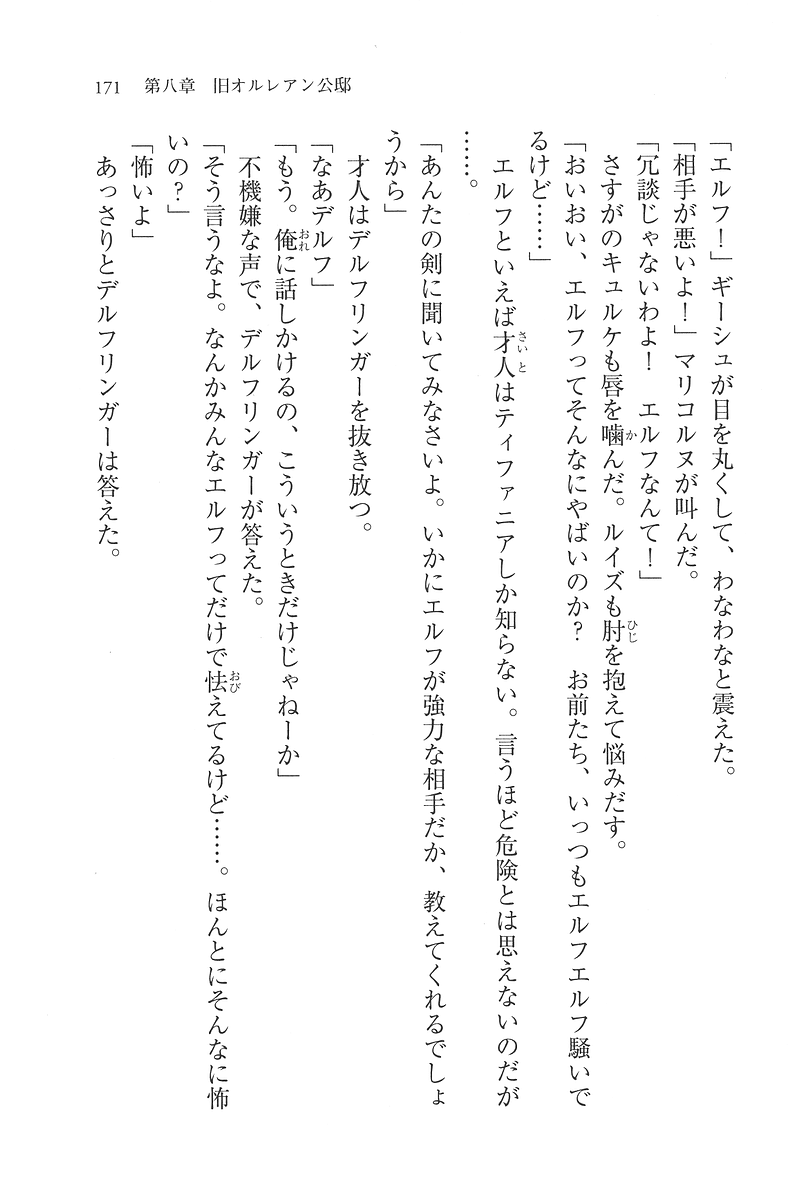 171　第八章　旧オルレアン公邸
「エルフ！」ギーシュが目を丸くして、わなわなと震えた。
「相手が悪いよ！」マリコルヌが叫んだ。
「冗談じゃないわよ！　エルフなんて！」
　さすがのキュルケも唇を噛んだ。ルイズも肘を抱えて悩みだす。
「おいおい、エルフってそんなにやばいのか？　お前たち、いっつもエルフエルフ騒いで
るけど……」
　エルフといえば才人はティファニアしか知らない。言うほど危険とは思えないのだが
……。
「あんたの剣に聞いてみなさいよ。いかにエルフが強力な相手だか、教えてくれるでしょ
うから」
　才人はデルフリンガーを抜き放つ。
「なあデルフ」
「もう。俺に話しかけるの、こういうときだけじゃねーか」
　不機嫌な声で、デルフリンガーが答えた。
「そう言うなよ。なんかみんなエルフってだけで怯えてるけど……。ほんとにそんなに怖
いの？」
「怖いよ」
　あっさりとデルフリンガーは答えた。